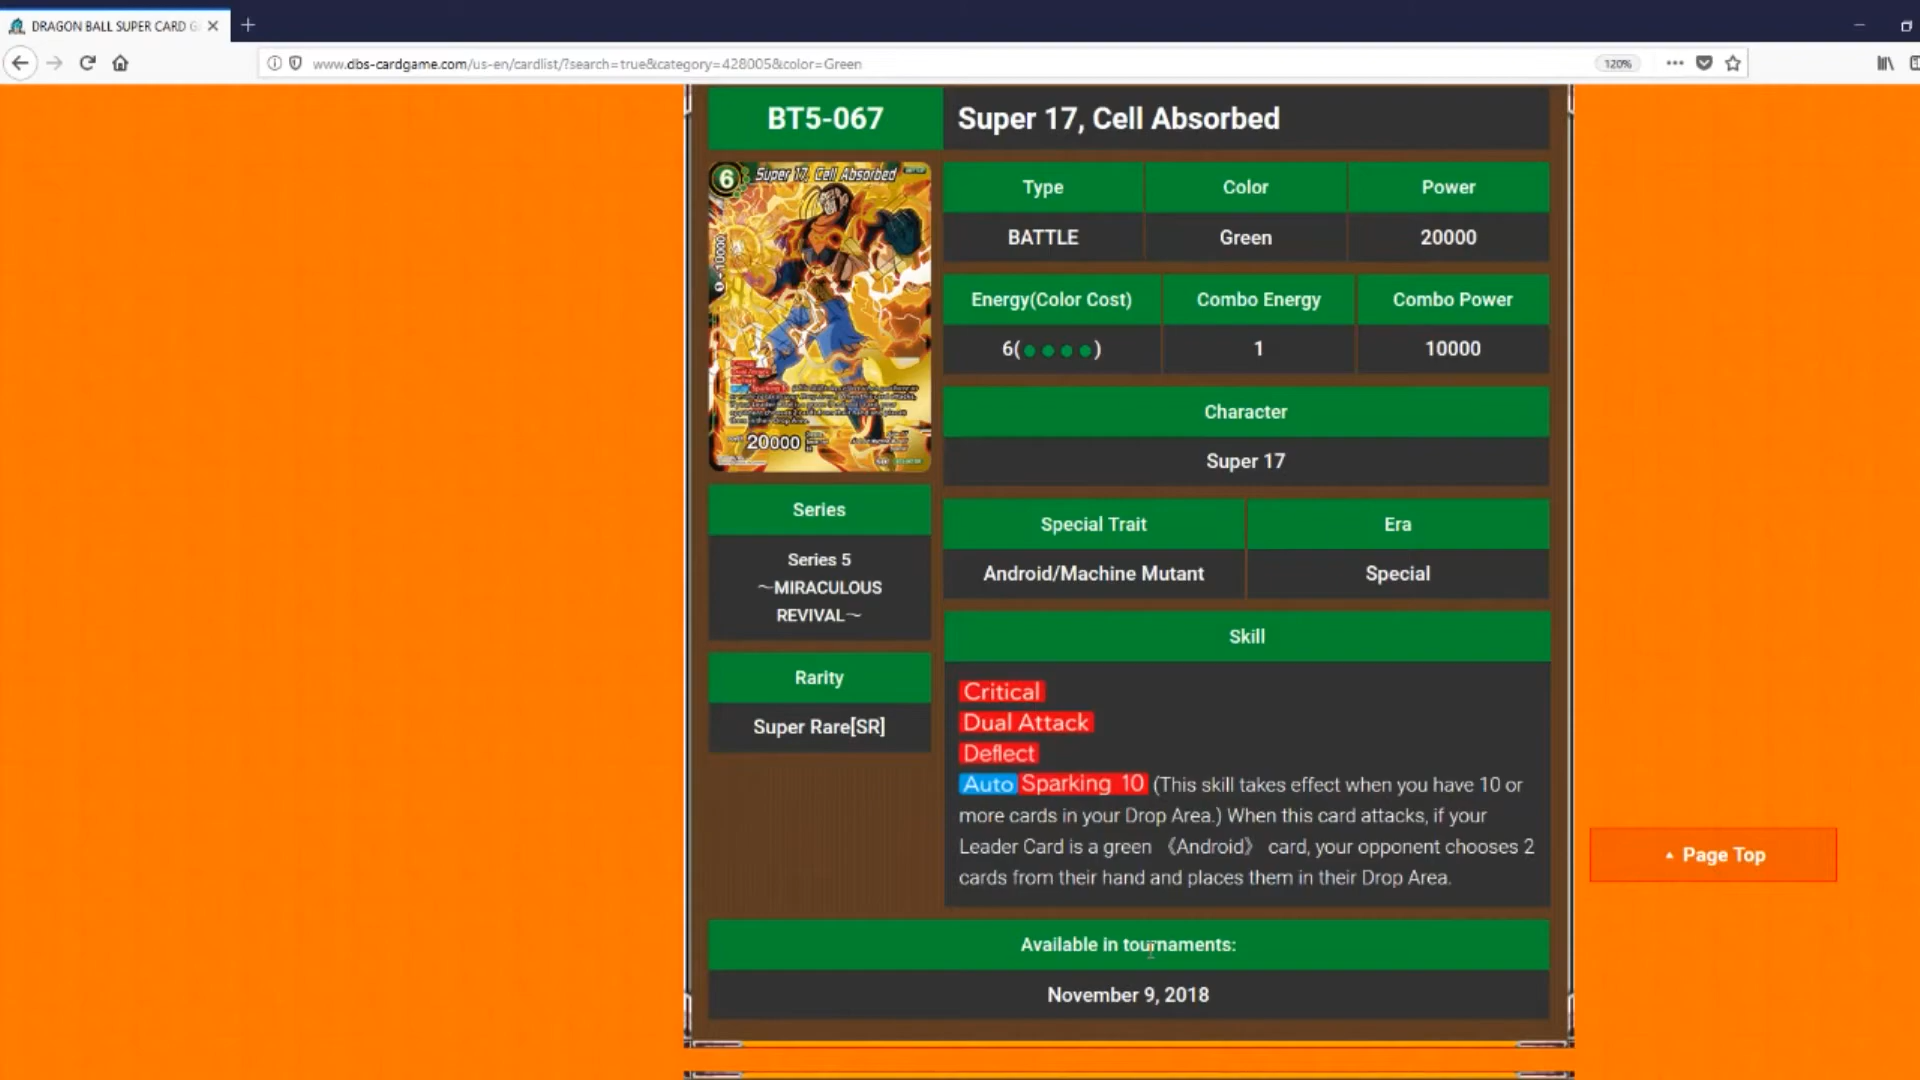 DRAGON BALL SUPER CARD G
www.dbs-cardgame.com/us-en/cardlist/?search=true&category=428005&color=Green
120%
BT5-067
Super 17, Cell Absorbed
6
Super 17, Cell Absorbed
20000
Type
Color
Power
BATTLE
Green
20000
Energy(Color Cost)
Combo Energy
Combo Power
6(●●●●)
1
10000
Character
Super 17
Special Trait
Era
Android/Machine Mutant
Special
Series
Series 5
～MIRACULOUS
REVIVAL～
Rarity
Super Rare[SR]
Skill
Critical
Dual Attack
Deflect
Auto Sparking 10 (This skill takes effect when you have 10 or
more cards in your Drop Area.) When this card attacks, if your
Leader Card is a green 《Android》 card, your opponent chooses 2
cards from their hand and places them in their Drop Area.
Available in tournaments:
November 9, 2018
Page Top